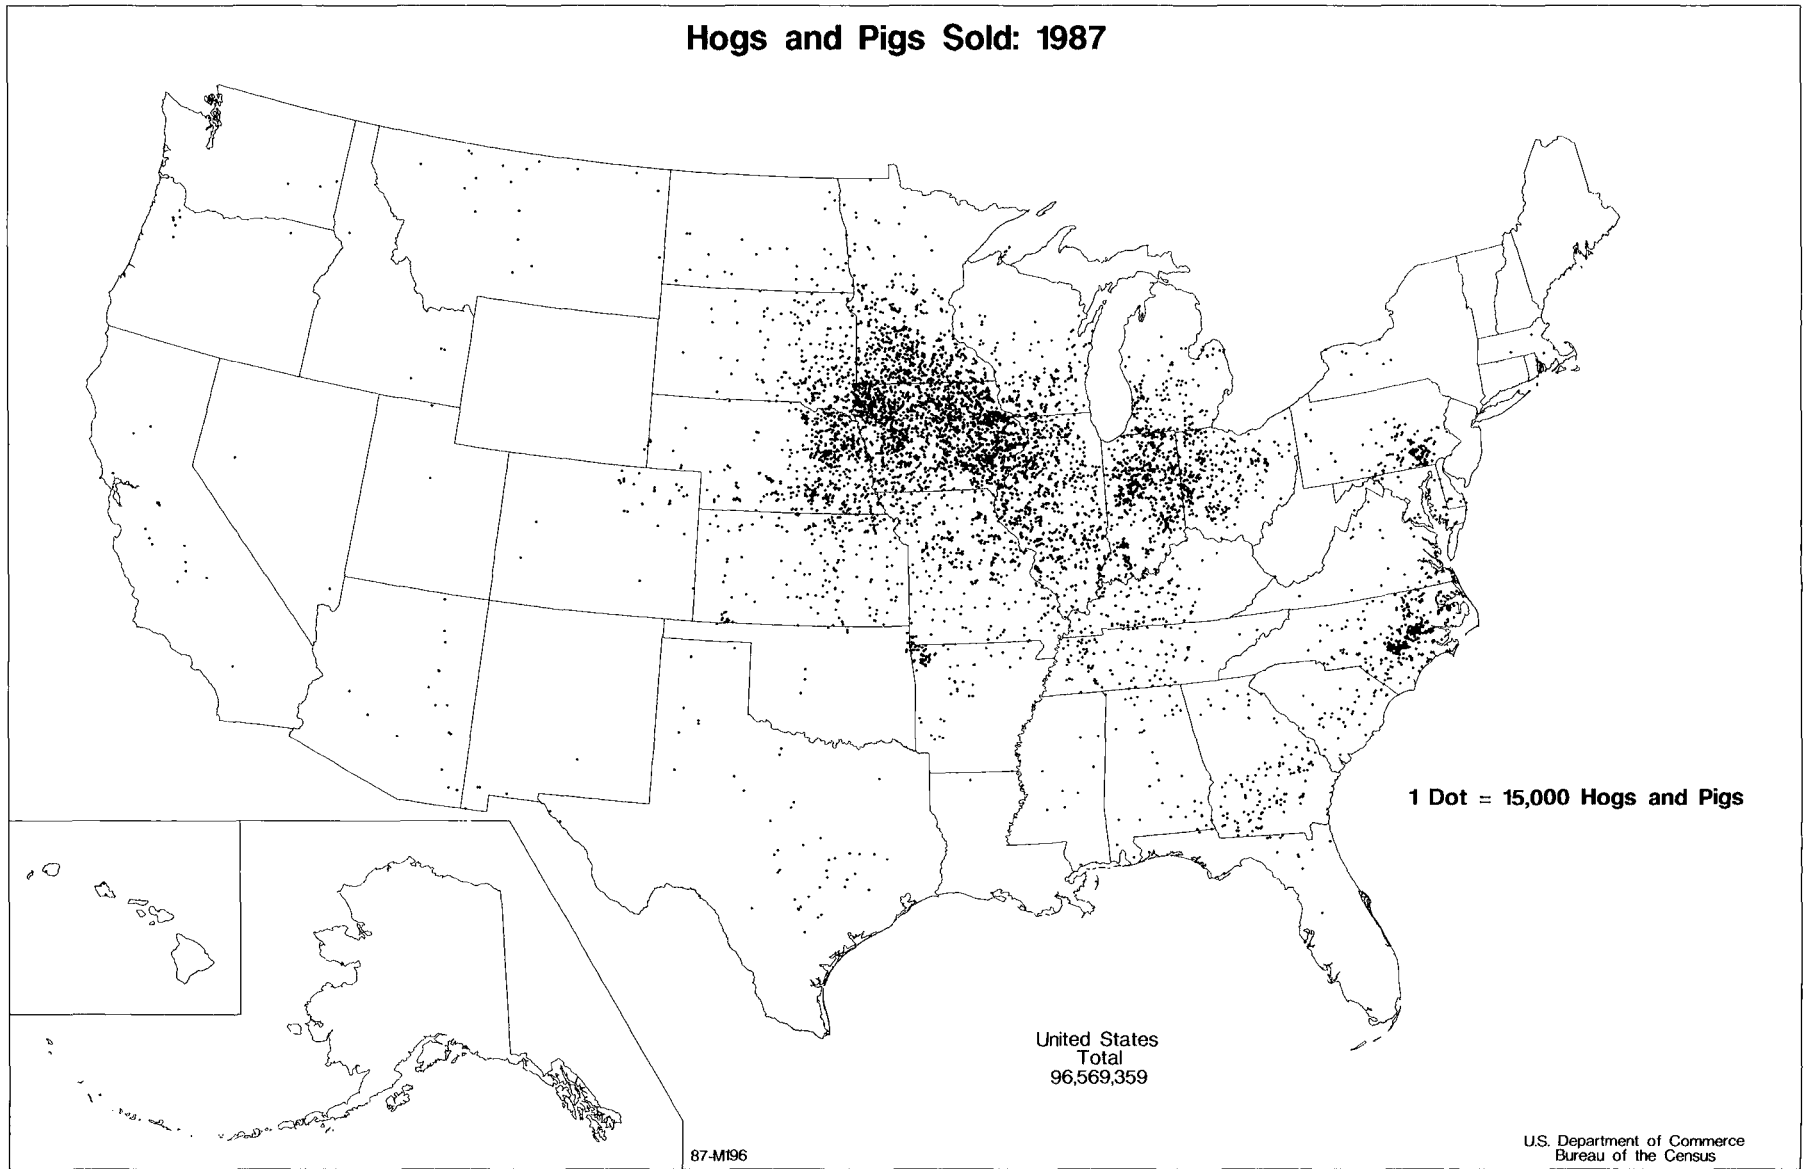 Hogs and Pigs Sold: 1987
1 Dot = 15,000 Hogs and Pigs
United States
Total
96,569,359
87-M196
U.S. Department of Commerce
Bureau of the Census